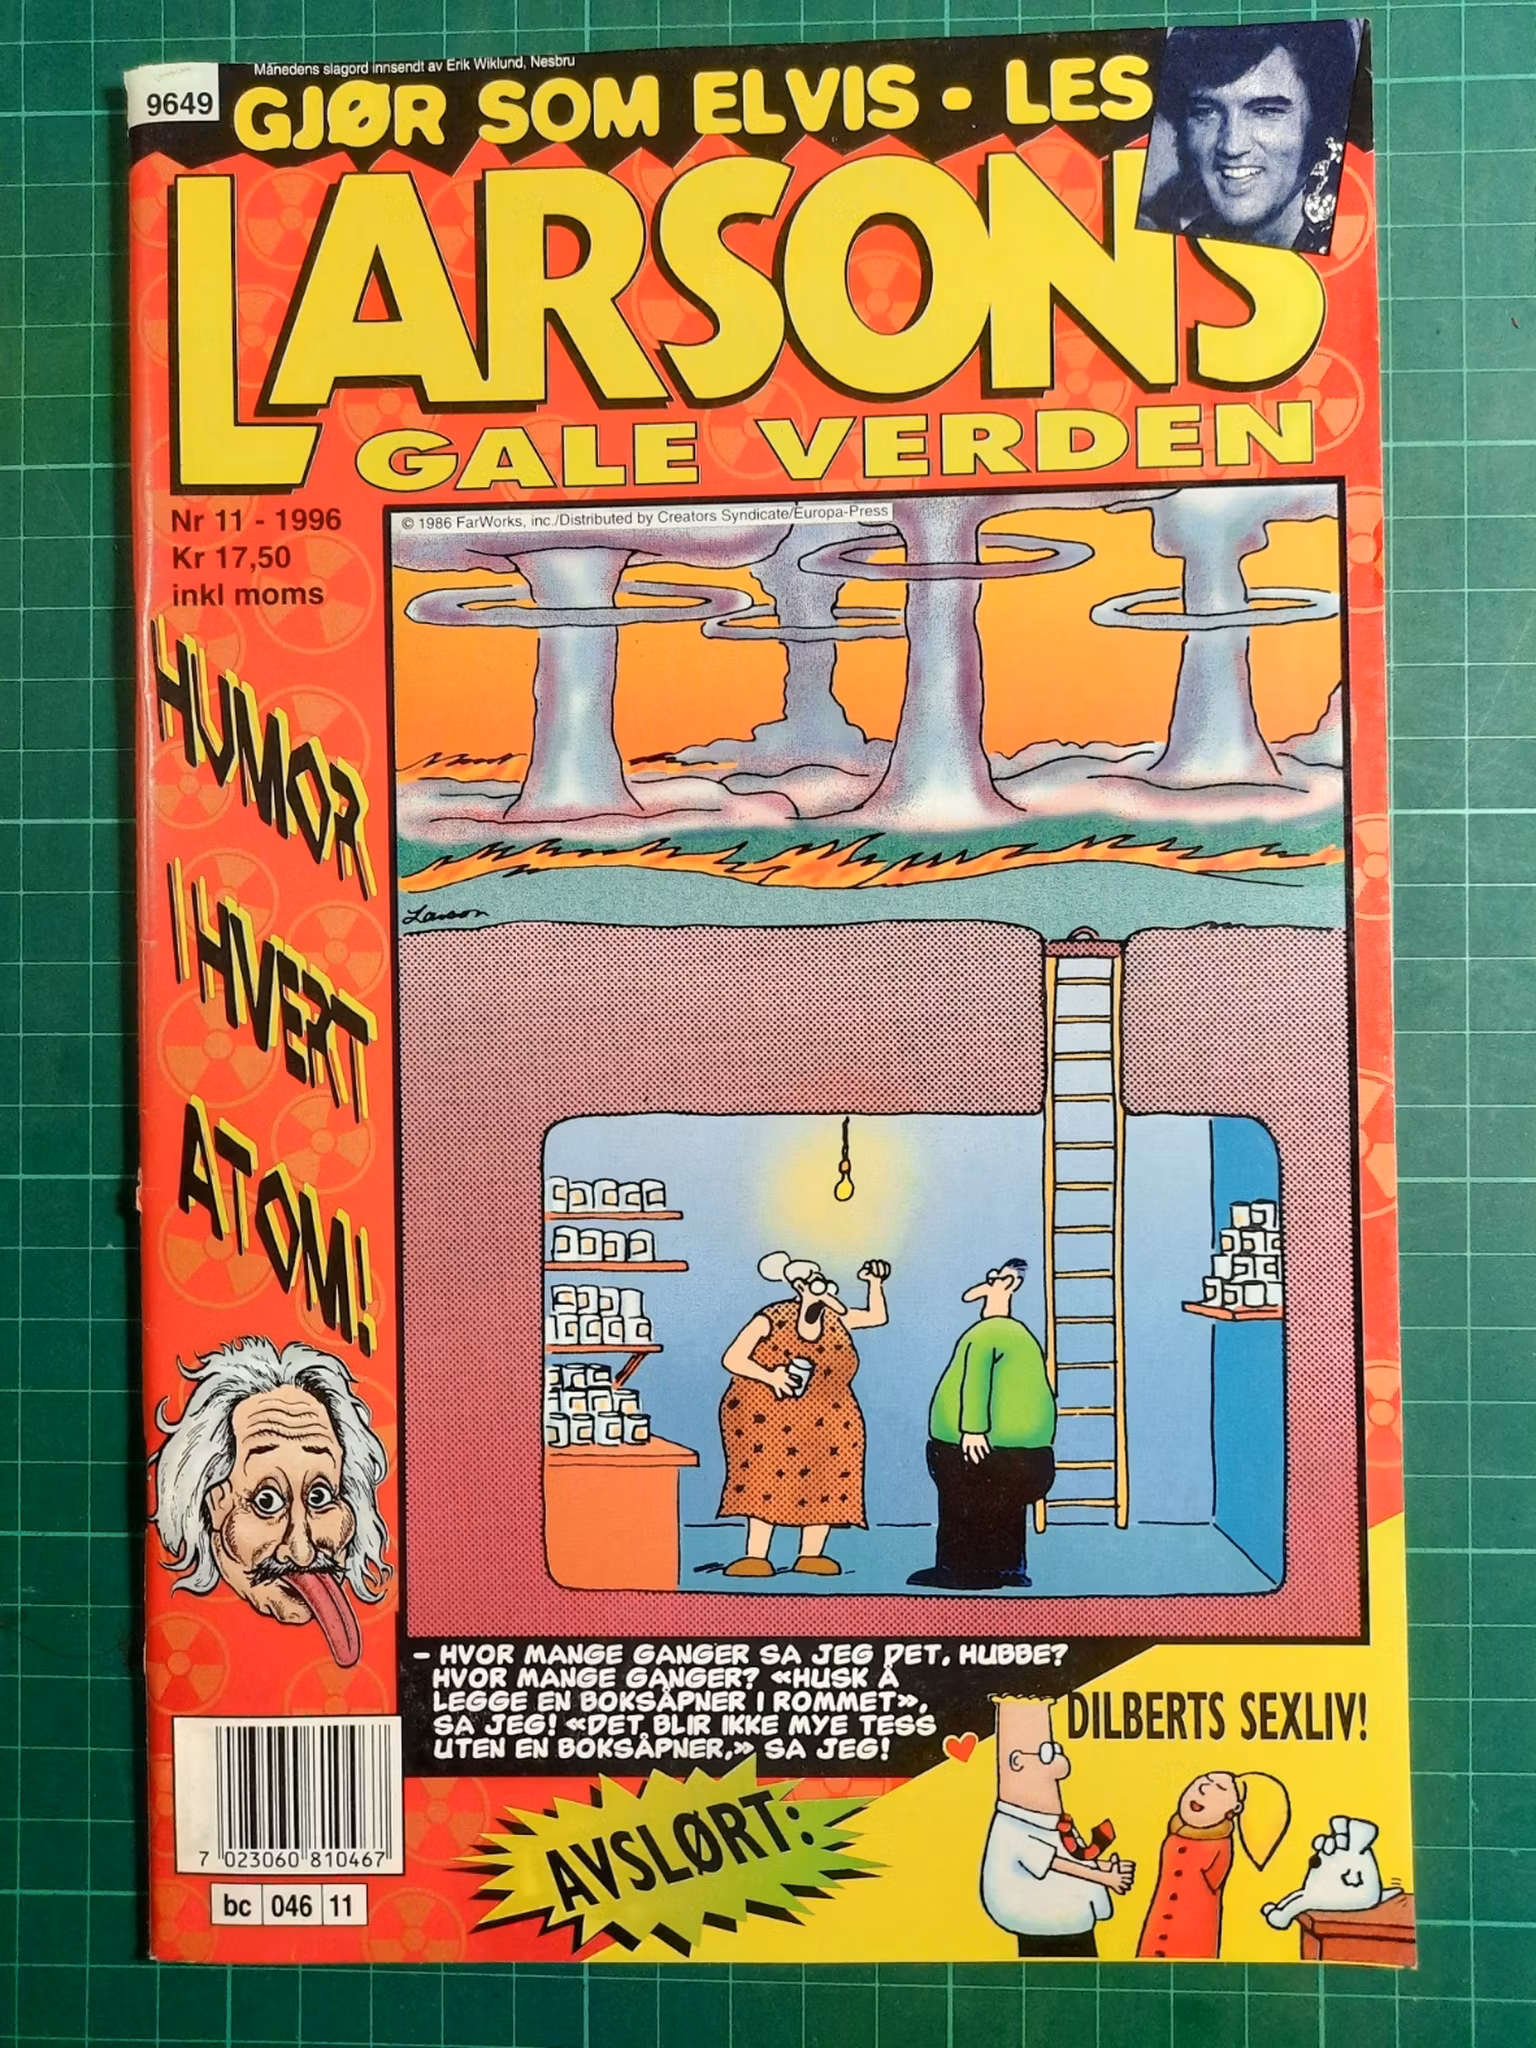 Månedens slagord innsendt av Erik Wiklund, Nesbru
9649
GJØR SOM ELVIS - LES
LARSONS
GALE VERDEN
Nr 11 - 1996
Kr 17,50
inkl moms
© 1986 FarWorks, inc./Distributed by Creators Syndicate/Europa-Press
HUMOR
I HVERT
ATOM!
Larson
- HVOR MANGE GANGER SA JEG DET, HUBBE?
HVOR MANGE GANGER? «HUSK Å
LEGGE EN BOKSÅPNER I ROMMET»,
SA JEG! «DET BLIR IKKE MYE TESS
UTEN EN BOKSÅPNER,» SA JEG!
DILBERTS SEXLIV!
AVSLØRT:
7 023060 810467
bc 046 11